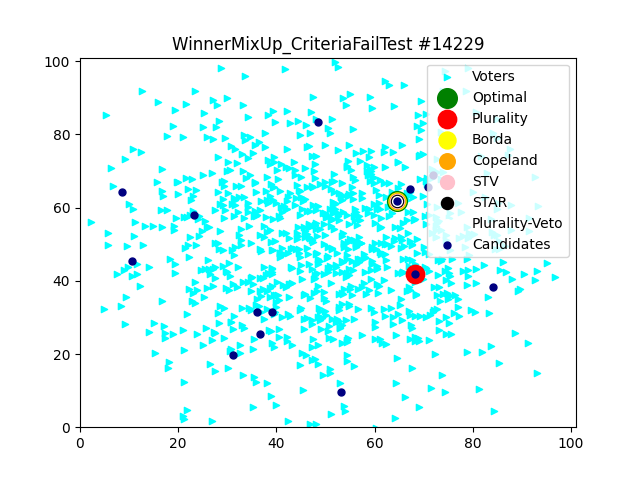 WinnerMixUp_CriteriaFailTest #14229
100
80
60
40
20
0
0 20 40 60 80 100
Voters
Optimal
Plurality
Borda
Copeland
STV
STAR
Plurality-Veto
Candidates